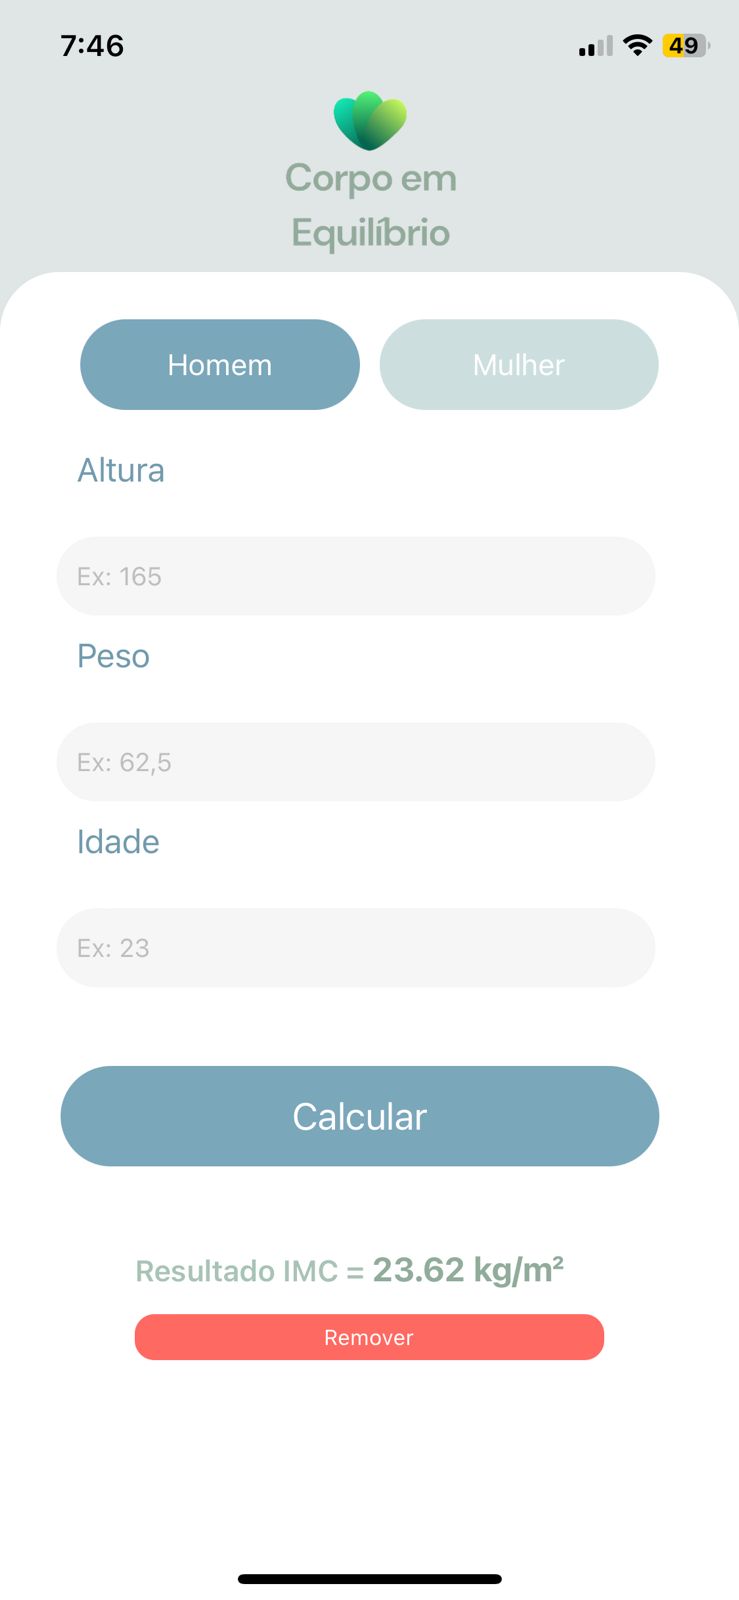 7:46
49
Corpo em
Equilíbrio
Homem
Mulher
Altura
Ex: 165
Peso
Ex: 62,5
Idade
Ex: 23
Calcular
Resultado IMC = 23.62 kg/m²
Remover